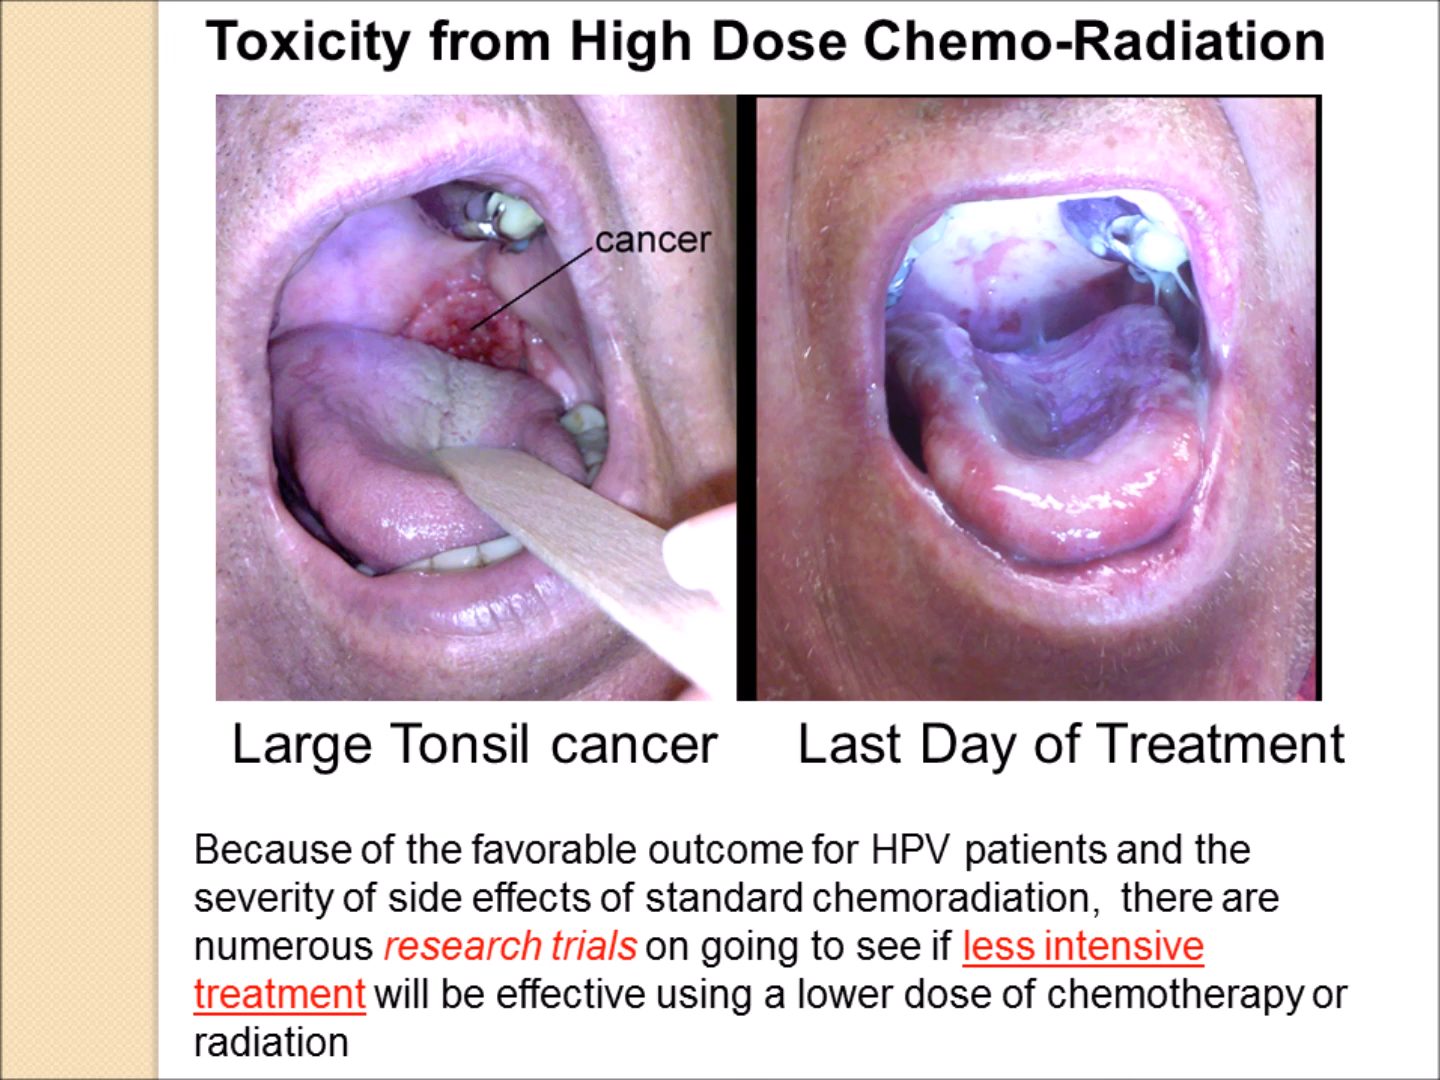 Toxicity from High Dose Chemo-Radiation
cancer
Large Tonsil cancer
Last Day of Treatment
Because of the favorable outcome for HPV patients and the
severity of side effects of standard chemoradiation, there are
numerous research trials on going to see if less intensive
treatment will be effective using a lower dose of chemotherapy or
radiation